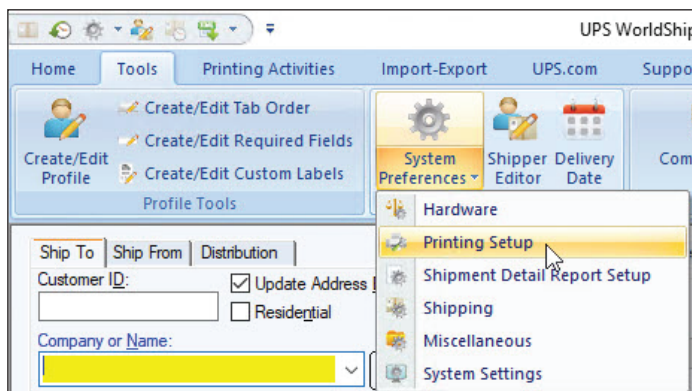 UPS WorldShip
Home Tools Printing Activities Import-Export UPS.com Suppo
Create/Edit Profile
Create/Edit Tab Order
Create/Edit Required Fields
Create/Edit Custom Labels
Profile Tools
System Preferences
Shipper Editor
Delivery Date
Com
Hardware
Printing Setup
Shipment Detail Report Setup
Shipping
Miscellaneous
System Settings
Ship To Ship From Distribution
Customer ID:
Update Address
Residential
Company or Name: